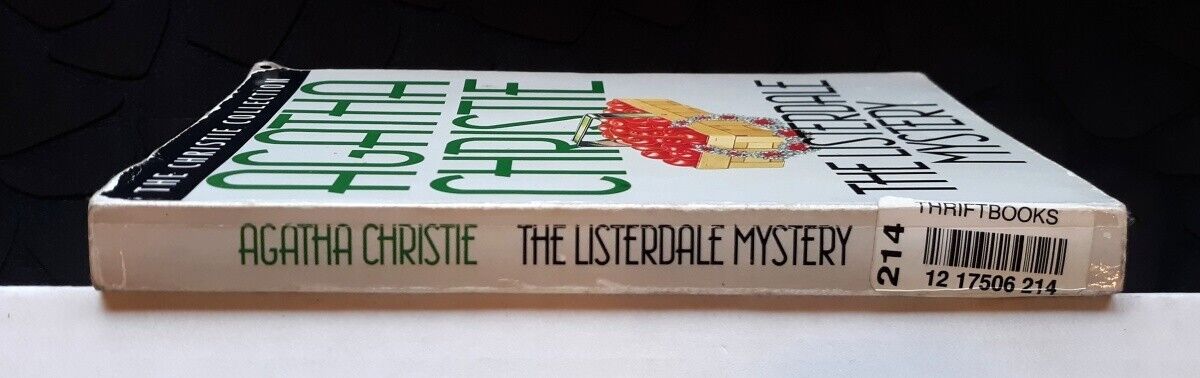 THE CHRISTIE COLLECTION
AGATHA
CHRISTIE
THE LISTERDALE
MYSTERY
AGATHA CHRISTIE THE LISTERDALE MYSTERY
THRIFTBOOKS
214
12 17506 214